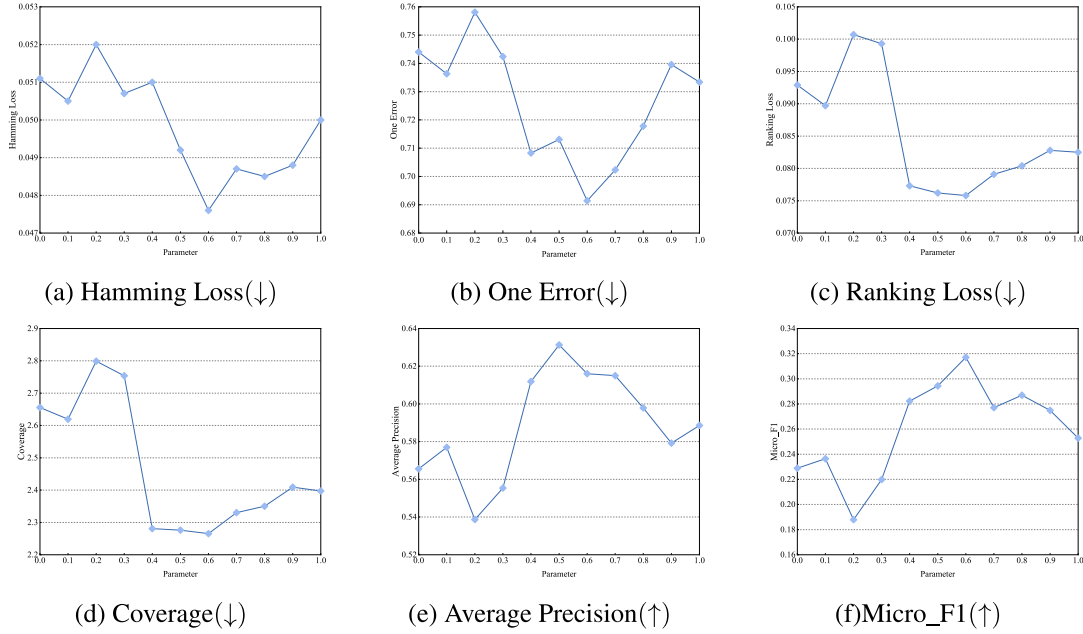 0.053
0.052
0.051
0.050
0.049
0.048
0.047
Hamming Loss
0.0 0.1 0.2 0.3 0.4 0.5 0.6 0.7 0.8 0.9 1.0
Parameter
(a) Hamming Loss(↓)
0.76
0.75
0.74
0.73
0.72
0.71
0.70
0.69
0.68
One Error
0.0 0.1 0.2 0.3 0.4 0.5 0.6 0.7 0.8 0.9 1.0
Parameter
(b) One Error(↓)
0.105
0.100
0.095
0.090
0.085
0.080
0.075
0.070
Ranking Loss
0.0 0.1 0.2 0.3 0.4 0.5 0.6 0.7 0.8 0.9 1.0
Parameter
(c) Ranking Loss(↓)
2.9
2.8
2.7
2.6
2.5
2.4
2.3
2.2
Coverage
0.0 0.1 0.2 0.3 0.4 0.5 0.6 0.7 0.8 0.9 1.0
Parameter
(d) Coverage(↓)
0.64
0.62
0.60
0.58
0.56
0.54
0.52
Average Precision
0.0 0.1 0.2 0.3 0.4 0.5 0.6 0.7 0.8 0.9 1.0
Parameter
(e) Average Precision(↑)
0.34
0.32
0.30
0.28
0.26
0.24
0.22
0.20
0.18
0.16
Micro_F1
0.0 0.1 0.2 0.3 0.4 0.5 0.6 0.7 0.8 0.9 1.0
Parameter
(f)Micro_F1(↑)